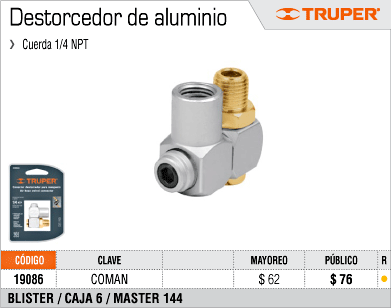 Destorcedor de aluminio
TRUPER®
› Cuerda 1/4 NPT
TRUPER
CÓDIGO CLAVE MAYOREO PÚBLICO R
19086 COMAN $ 62 $ 76 •
BLISTER / CAJA 6 / MASTER 144